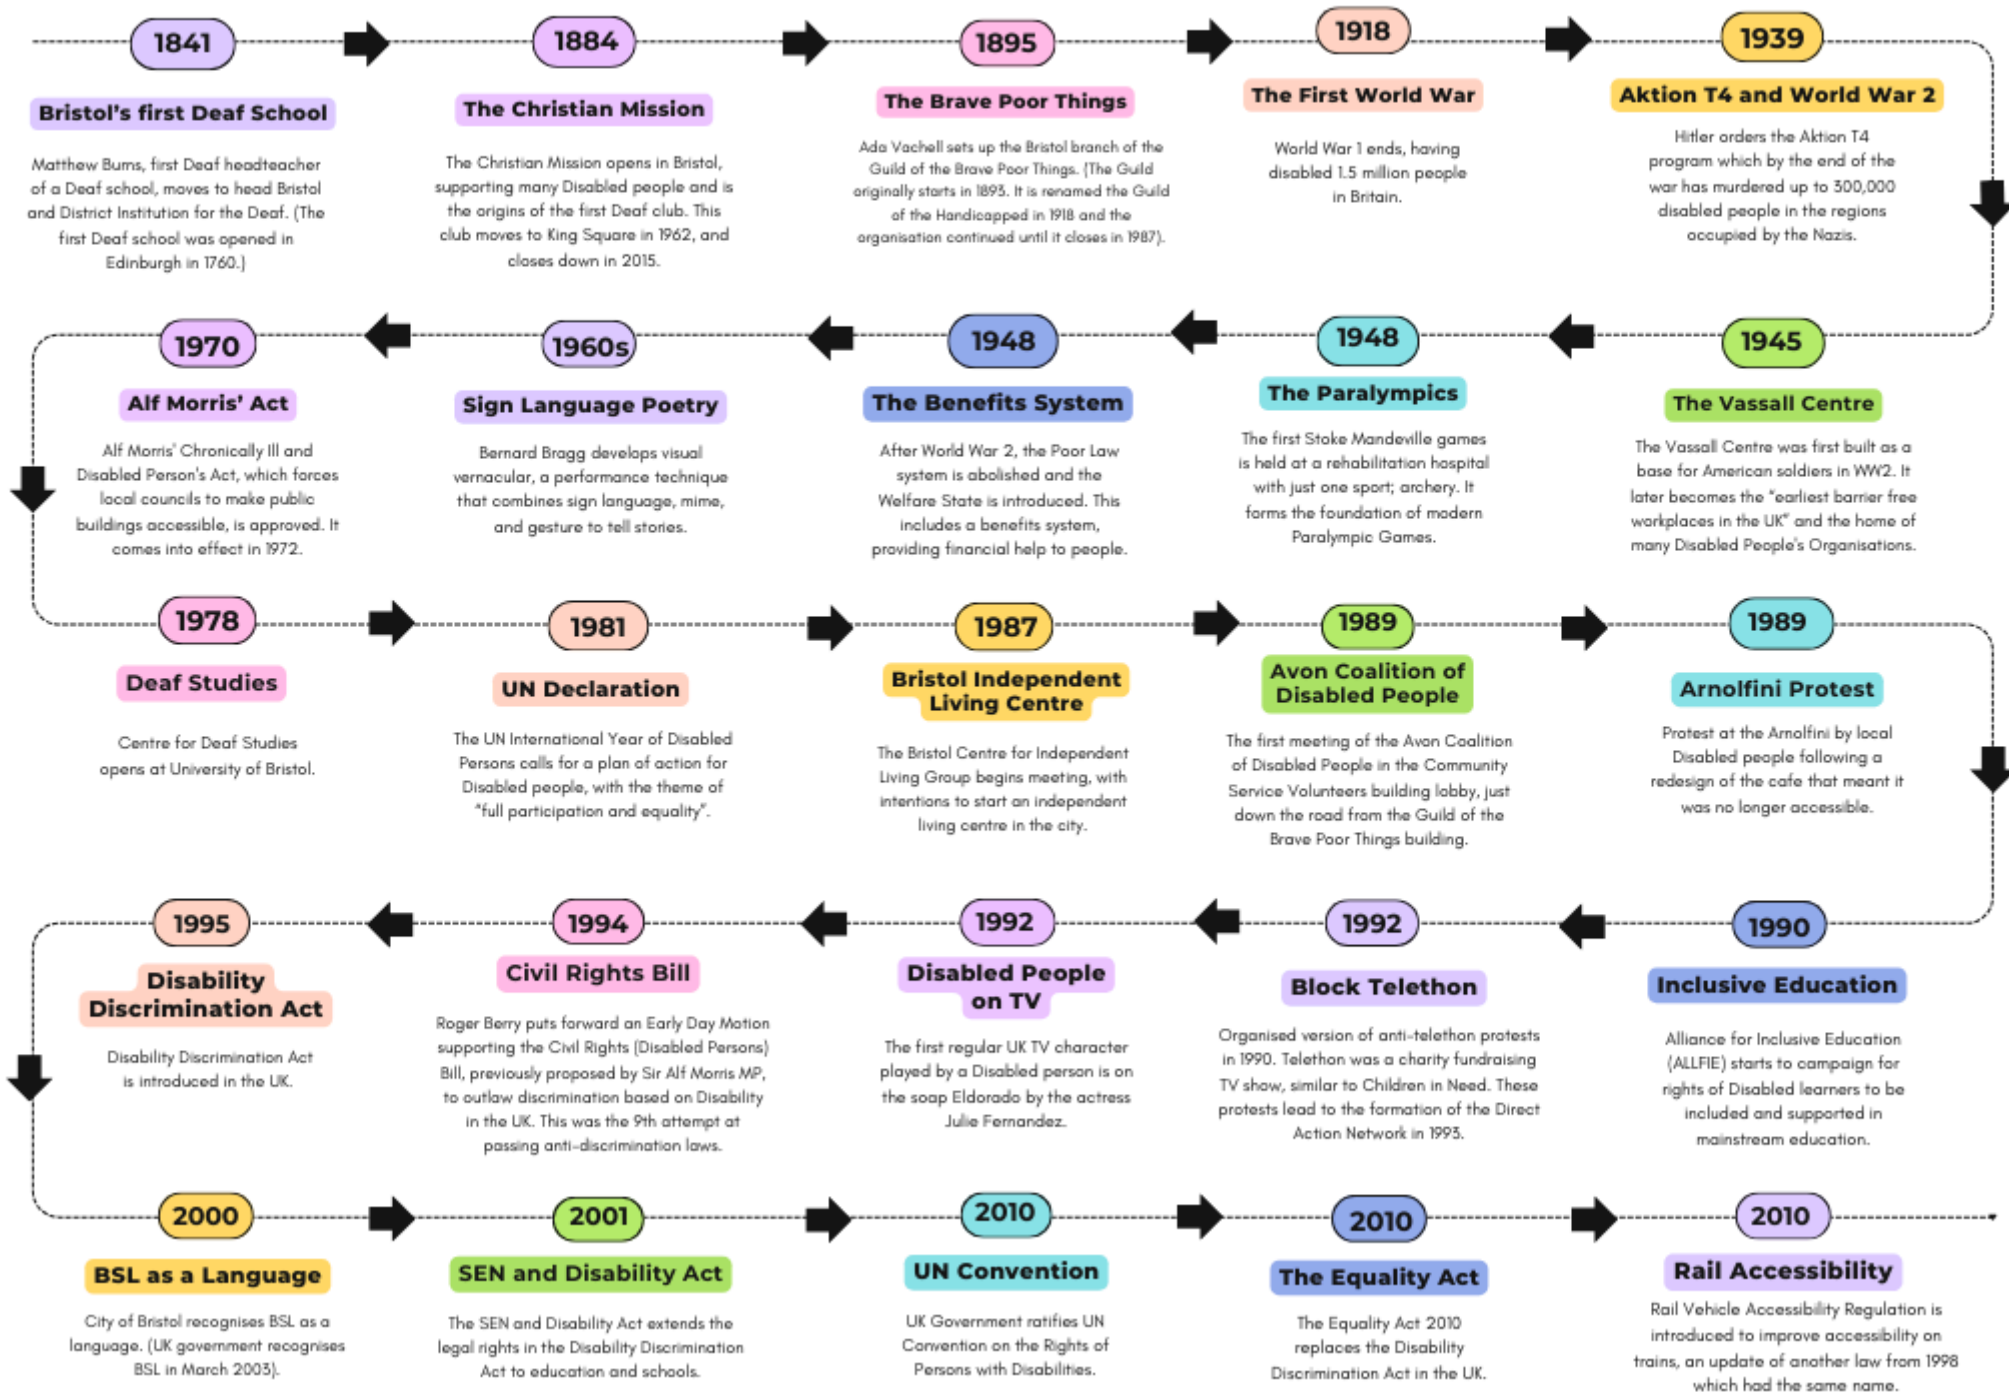 1841
Bristol's first Deaf School
Matthew Burns, first Deaf headteacher
of a Deaf school, moves to head Bristol
and District Institution for the Deaf. (The
first Deaf school was opened in
Edinburgh in 1760.)
1884
The Christian Mission
The Christian Mission opens in Bristol,
supporting many Disabled people and is
the origins of the first Deaf club. This
club moves to King Square in 1962, and
closes down in 2015.
1895
The Brave Poor Things
Ada Vachell sets up the Bristol branch of the
Guild of the Brave Poor Things. (The Guild
originally starts in 1893. It is renamed the Guild
of the Handicapped in 1918 and the
organisation continued until it closes in 1987).
1918
The First World War
World War 1 ends, having
disabled 1.5 million people
in Britain.
1939
Aktion T4 and World War 2
Hitler orders the Aktion T4
program which by the end of the
war has murdered up to 300,000
disabled people in the regions
occupied by the Nazis.
1945
The Vassall Centre
The Vassall Centre was first built as a
base for American soldiers in WW2. It
later becomes the "earliest barrier free
workplaces in the UK" and the home of
many Disabled People's Organisations.
1948
The Paralympics
The first Stoke Mandeville games
is held at a rehabilitation hospital
with just one sport; archery. It
forms the foundation of modern
Paralympic Games.
1948
The Benefits System
After World War 2, the Poor Law
system is abolished and the
Welfare State is introduced. This
includes a benefits system,
providing financial help to people.
1960s
Sign Language Poetry
Bernard Bragg develops visual
vernacular, a performance technique
that combines sign language, mime,
and gesture to tell stories.
1970
Alf Morris' Act
Alf Morris' Chronically Ill and
Disabled Person's Act, which forces
local councils to make public
buildings accessible, is approved. It
comes into effect in 1972.
1978
Deaf Studies
Centre for Deaf Studies
opens at University of Bristol.
1981
UN Declaration
The UN International Year of Disabled
Persons calls for a plan of action for
Disabled people, with the theme of
"full participation and equality".
1987
Bristol Independent
Living Centre
The Bristol Centre for Independent
Living Group begins meeting, with
intentions to start an independent
living centre in the city.
1989
Avon Coalition of
Disabled People
The first meeting of the Avon Coalition
of Disabled People in the Community
Service Volunteers building lobby, just
down the road from the Guild of the
Brave Poor Things building.
1989
Arnolfini Protest
Protest at the Arnolfini by local
Disabled people following a
redesign of the cafe that meant it
was no longer accessible.
1990
Inclusive Education
Alliance for Inclusive Education
(ALLFIE) starts to campaign for
rights of Disabled learners to be
included and supported in
mainstream education.
1992
Block Telethon
Organised version of anti-telethon protests
in 1990. Telethon was a charity fundraising
TV show, similar to Children in Need. These
protests lead to the formation of the Direct
Action Network in 1993.
1992
Disabled People
on TV
The first regular UK TV character
played by a Disabled person is on
the soap Eldorado by the actress
Julie Fernandez.
1994
Civil Rights Bill
Roger Berry puts forward an Early Day Motion
supporting the Civil Rights (Disabled Persons)
Bill, previously proposed by Sir Alf Morris MP,
to outlaw discrimination based on Disability
in the UK. This was the 9th attempt at
passing anti-discrimination laws.
1995
Disability
Discrimination Act
Disability Discrimination Act
is introduced in the UK.
2000
BSL as a Language
City of Bristol recognises BSL as a
language. (UK government recognises
BSL in March 2003).
2001
SEN and Disability Act
The SEN and Disability Act extends the
legal rights in the Disability Discrimination
Act to education and schools.
2010
UN Convention
UK Government ratifies UN
Convention on the Rights of
Persons with Disabilities.
2010
The Equality Act
The Equality Act 2010
replaces the Disability
Discrimination Act in the UK.
2010
Rail Accessibility
Rail Vehicle Accessibility Regulation is
introduced to improve accessibility on
trains, an update of another law from 1998
which had the same name.